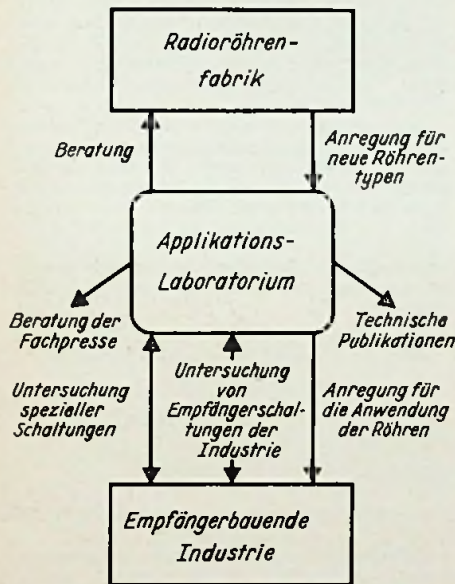 Radioröhren-
fabrik
Beratung
Anregung für
neue Röhren-
typen
Applikations-
Laboratorium
Beratung der
Fachpresse
Technische
Publikationen
Untersuchung
spezieller
Schaltungen
Untersuchung
von
Empfängerschal-
tungen der
Industrie
Anregung für
die Anwendung
der Röhren
Empfängerbauende
Industrie